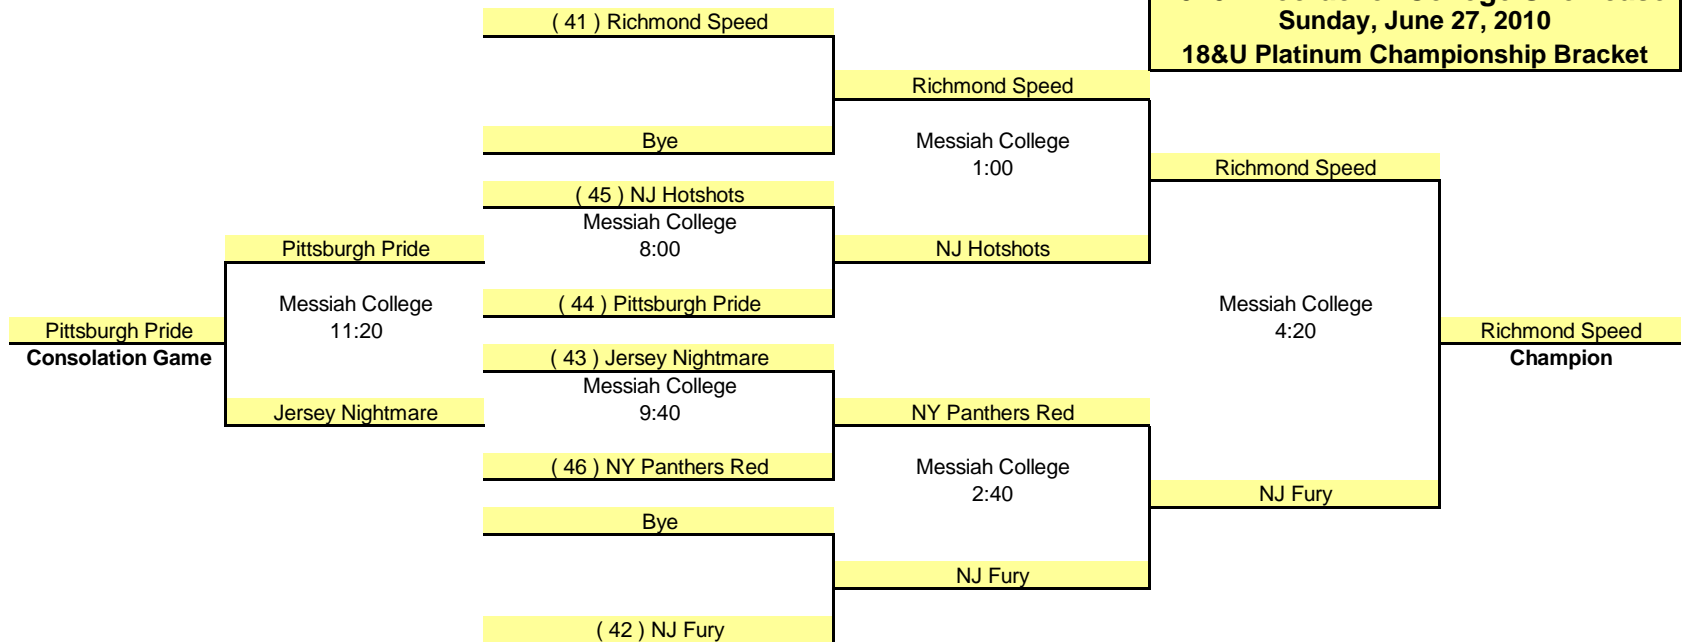 Sunday, June 27, 2010
18&U Platinum Championship Bracket
( 41 ) Richmond Speed
Richmond Speed
Bye
Messiah College
1:00
Richmond Speed
( 45 ) NJ Hotshots
Messiah College
8:00
Pittsburgh Pride
NJ Hotshots
Messiah College
11:20
( 44 ) Pittsburgh Pride
Messiah College
4:20
Pittsburgh Pride
Consolation Game
Richmond Speed
Champion
( 43 ) Jersey Nightmare
Messiah College
9:40
Jersey Nightmare
NY Panthers Red
( 46 ) NY Panthers Red
Messiah College
2:40
NJ Fury
Bye
NJ Fury
( 42 ) NJ Fury